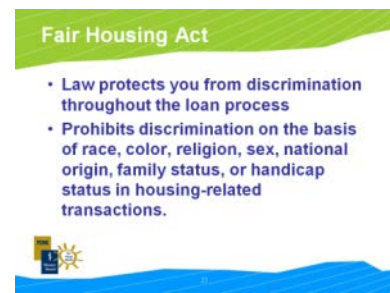 Fair Housing Act
• Law protects you from discrimination
throughout the loan process
• Prohibits discrimination on the basis
of race, color, religion, sex, national
origin, family status, or handicap
status in housing-related
transactions.